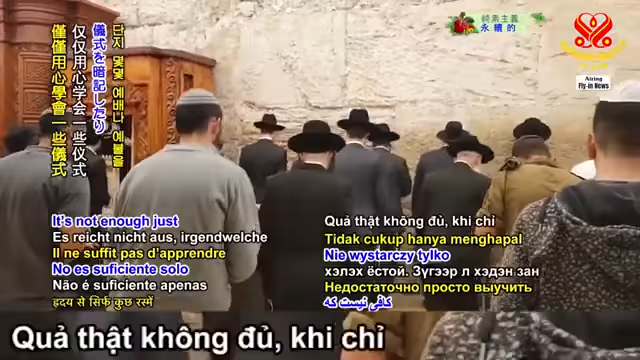 단지 몇몇 예배나 예불을
儀式を暗記したり
仅仅用心学会一些仪式
僅僅用心學會一些儀式
純素主義
永續的
Airing
Fly-in News
It's not enough just
Es reicht nicht aus, irgendwelche
Il ne suffit pas d'apprendre
No es suficiente solo
Não é suficiente apenas
हृदय से सिर्फ कुछ रस्में
Quả thật không đủ, khi chỉ
Tidak cukup hanya menghapal
Nie wystarczy tylko
хэлэх ёстой. Зүгээр л хэдэн зан
Недостаточно просто выучить
کافی نیست که
Quả thật không đủ, khi chỉ